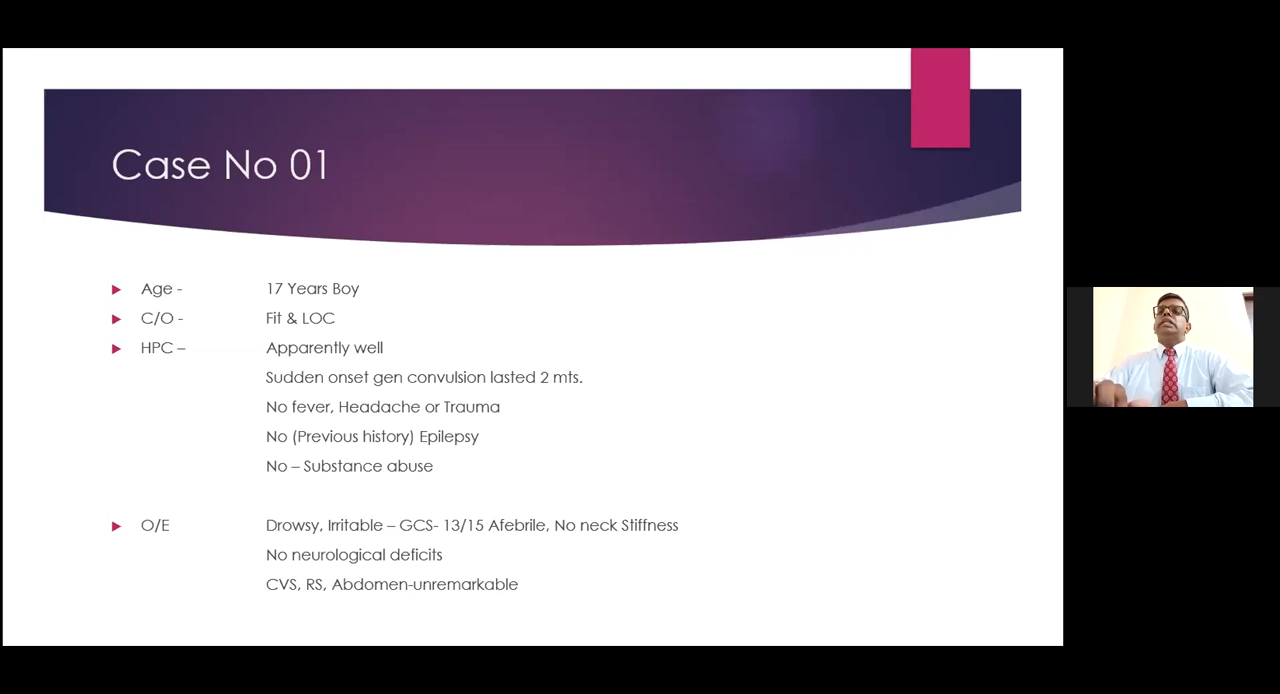 Case No 01
Age - 17 Years Boy
C/O - Fit & LOC
HPC – Apparently well
Sudden onset gen convulsion lasted 2 mts.
No fever, Headache or Trauma
No (Previous history) Epilepsy
No – Substance abuse
O/E Drowsy, Irritable – GCS- 13/15 Afebrile, No neck Stiffness
No neurological deficits
CVS, RS, Abdomen-unremarkable